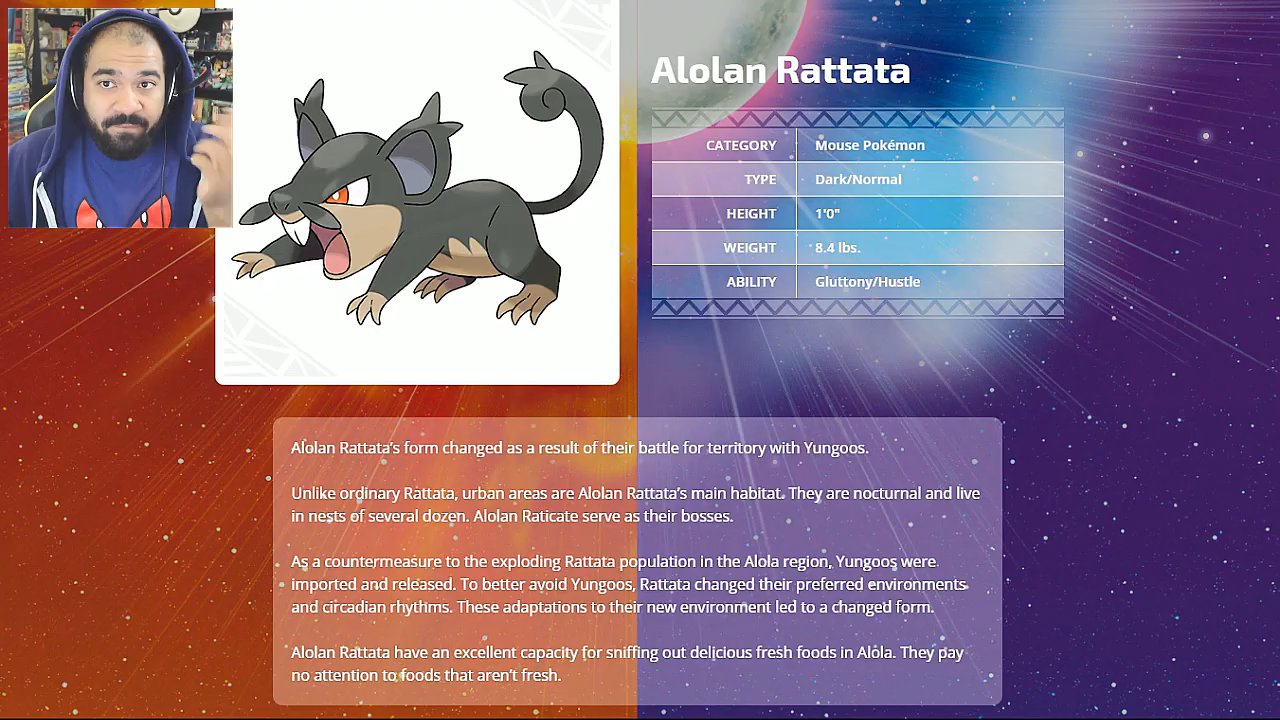 Alolan Rattata
CATEGORY Mouse Pokémon
TYPE Dark/Normal
HEIGHT 1'0"
WEIGHT 8.4 lbs.
ABILITY Gluttony/Hustle
Alolan Rattata's form changed as a result of their battle for territory with Yungoos.
Unlike ordinary Rattata, urban areas are Alolan Rattata's main habitat. They are nocturnal and live
in nests of several dozen. Alolan Raticate serve as their bosses.
As a countermeasure to the exploding Rattata population in the Alola region, Yungoos were
imported and released. To better avoid Yungoos, Rattata changed their preferred environments
and circadian rhythms. These adaptations to their new environment led to a changed form.
Alolan Rattata have an excellent capacity for sniffing out delicious fresh foods in Alola. They pay
no attention to foods that aren't fresh.